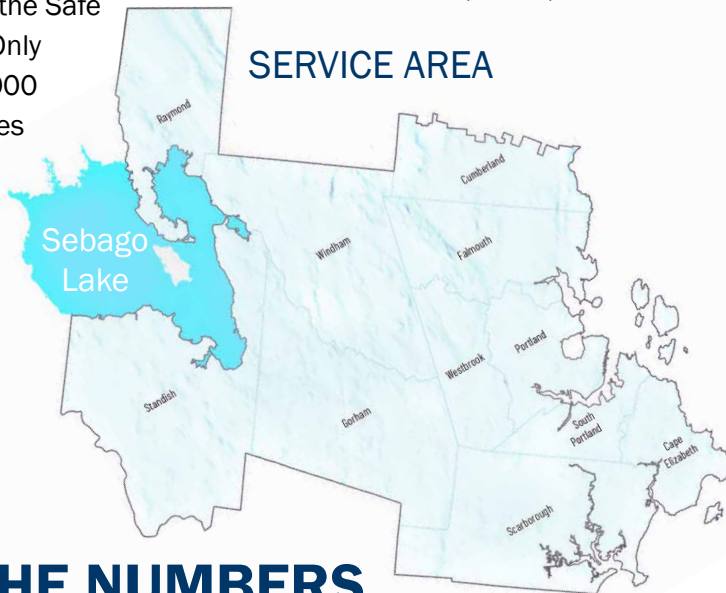 the Safe
Only
000
es
SERVICE AREA
Raymond
Cumberland
Sebago
Lake
Windham
Falmouth
Portland
Westbrook
Standish
Gorham
South
Portland
Cape
Elizabeth
Scarborough
HE NUMBERS